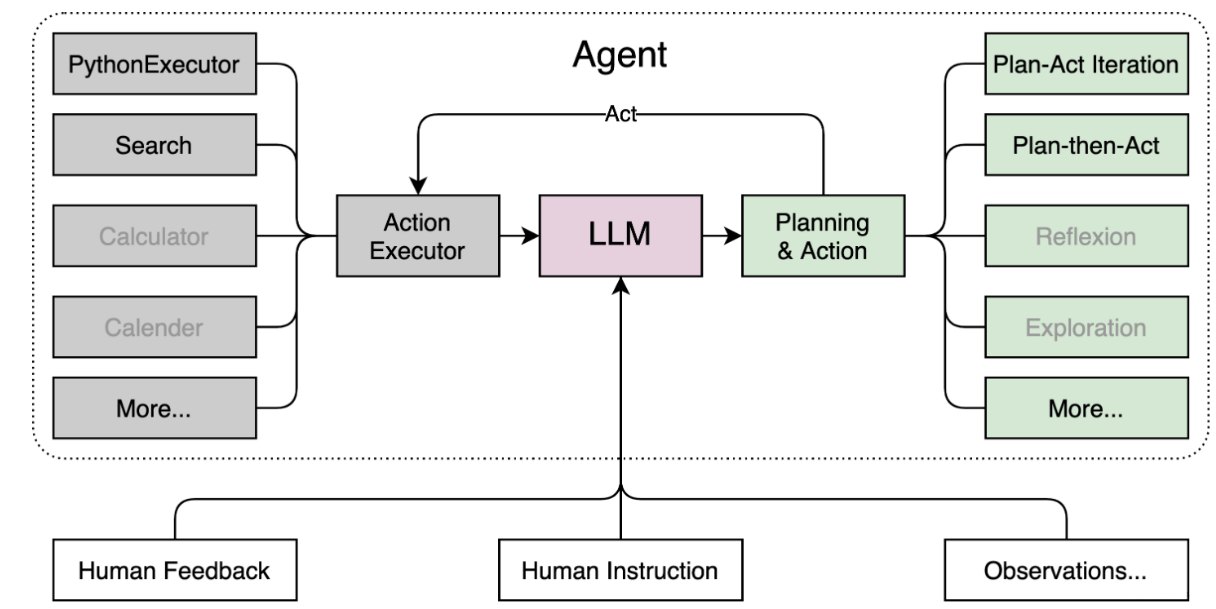 Agent
PythonExecutor
Search
Calculator
Calender
More...
Act
Action
Executor
LLM
Planning
& Action
Plan-Act Iteration
Plan-then-Act
Reflexion
Exploration
More...
Human Feedback
Human Instruction
Observations...